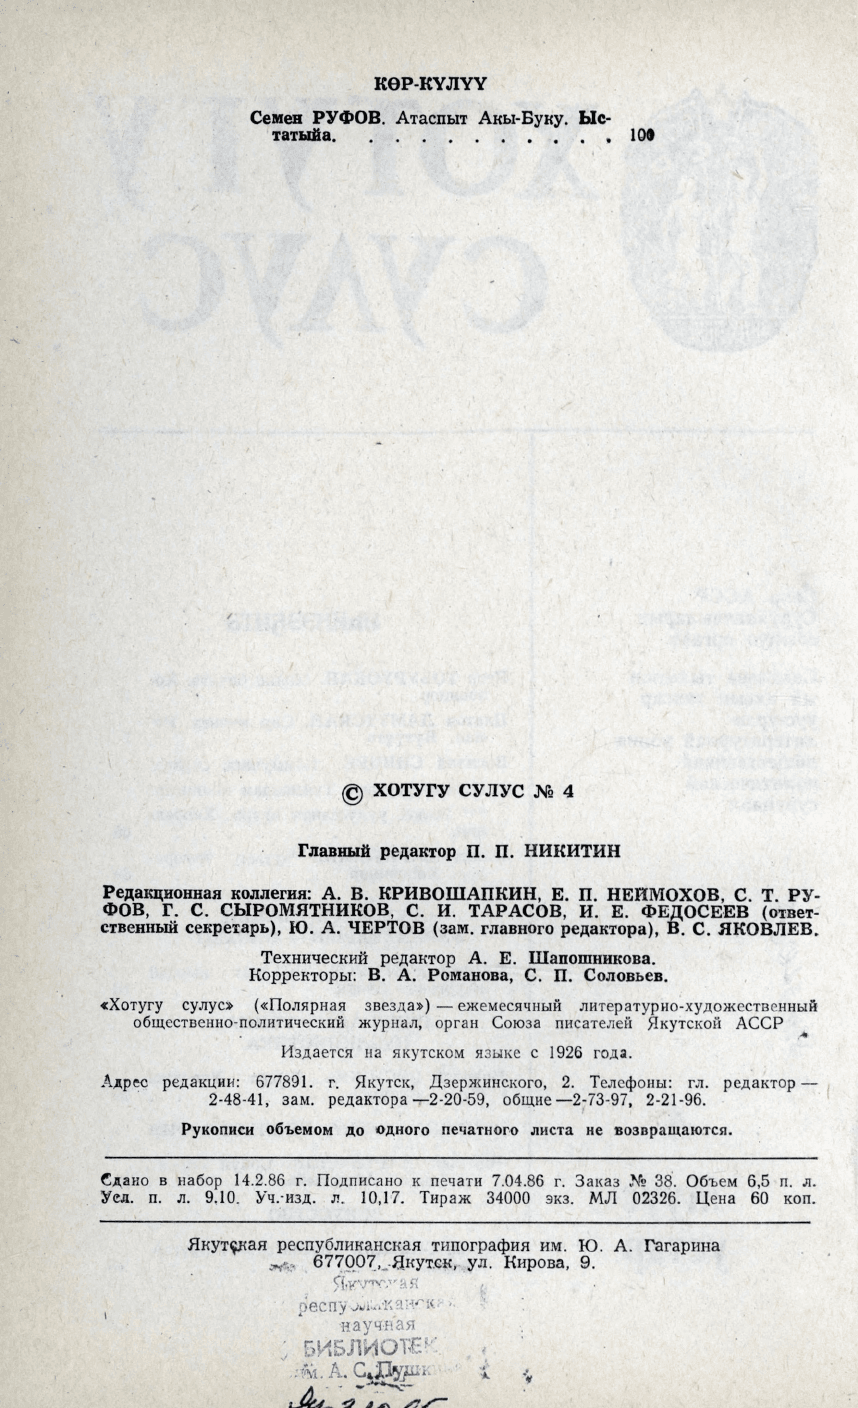 КӨР-КҮЛҮҮ
Семен РУФОВ. Атаспыт Акы-Буку. Ыс-
татыйа. . . . . . . . . . . 100
© ХОТУГУ СУЛУС № 4
Главный редактор П. П. НИКИТИН
Редакционная коллегия: А. В. КРИВОШАПКИН, Е. П. НЕЙМОХОВ, С. Т. РУ-
ФОВ, Г. С. СЫРОМЯТНИКОВ, С. И. ТАРАСОВ, И. Е. ФЕДОСЕЕВ (ответ-
ственный секретарь), Ю. А. ЧЕРТОВ (зам. главного редактора), В. С. ЯКОВЛЕВ.
Технический редактор А. Е. Шапошникова.
Корректоры: В. А. Романова, С. П. Соловьев.
«Хотугу сулус» («Полярная звезда») — ежемесячный литературно-художественный
общественно-политический журнал, орган Союза писателей Якутской АССР
Издается на якутском языке с 1926 года.
Адрес редакции: 677891. г. Якутск, Дзержинского, 2. Телефоны: гл. редактор —
2-48-41, зам. редактора — 2-20-59, общие — 2-73-97, 2-21-96.
Рукописи объемом до одного печатного листа не возвращаются.
Сдано в набор 14.2.86 г. Подписано к печати 7.04.86 г. Заказ № 38. Объем 6,5 п. л.
Усл. п. л. 9,10. Уч.-изд. л. 10,17. Тираж 34000 экз. МЛ 02326. Цена 60 коп.
Якутская республиканская типография им. Ю. А. Гагарина
677007, Якутск, ул. Кирова, 9.
Якутская
республиканская
научная
БИБЛИОТЕК
им. А. С. Пушк